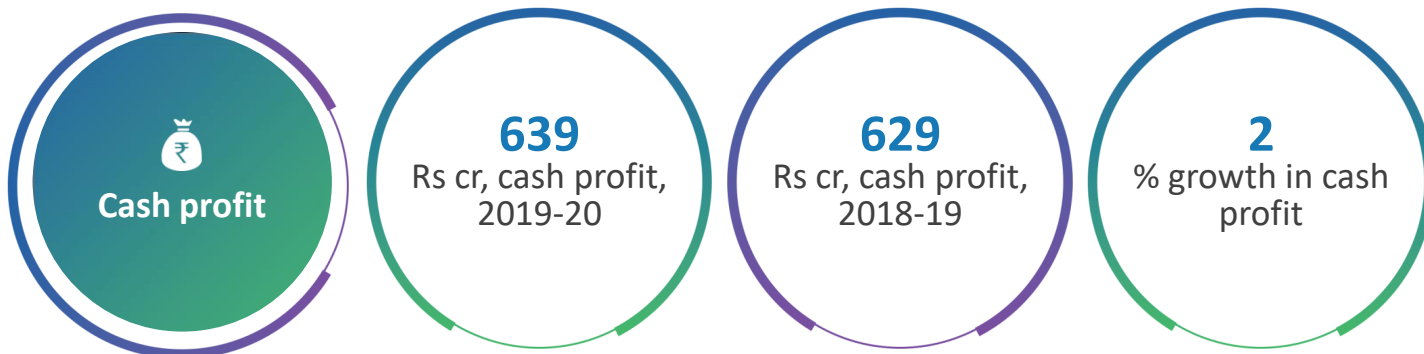 ₹
Cash profit
639
Rs cr, cash profit,
2019-20
629
Rs cr, cash profit,
2018-19
2
% growth in cash
profit